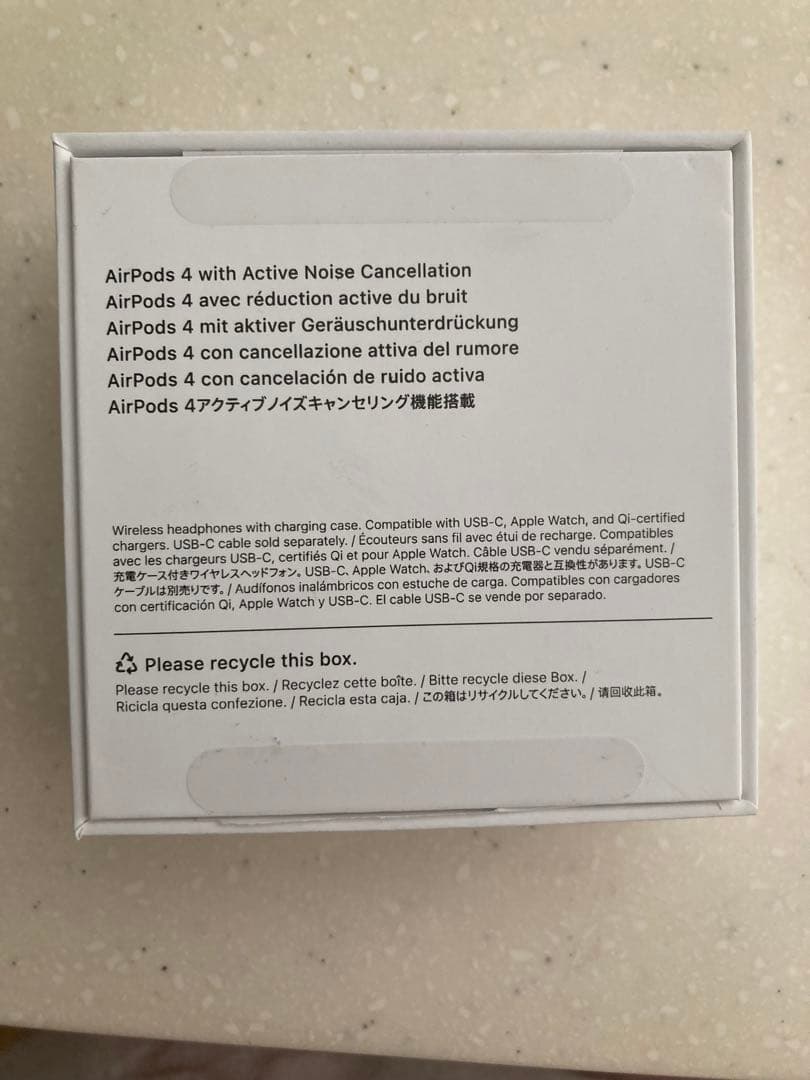 AirPods 4 with Active Noise Cancellation
AirPods 4 avec réduction active du bruit
AirPods 4 mit aktiver Geräuschunterdrückung
AirPods 4 con cancellazione attiva del rumore
AirPods 4 con cancelación de ruido activa
AirPods 4アクティブノイズキャンセリング機能搭載
Wireless headphones with charging case. Compatible with USB-C, Apple Watch, and Qi-certified
chargers. USB-C cable sold separately. / Écouteurs sans fil avec étui de recharge. Compatibles
avec les chargeurs USB-C, certifiés Qi et pour Apple Watch. Câble USB-C vendu séparément. /
充電ケース付きワイヤレスヘッドフォン。USB-C、Apple Watch、およびQi規格の充電器と互換性があります。USB-C
ケーブルは別売りです。/ Audífonos inalámbricos con estuche de carga. Compatibles con cargadores
con certificación Qi, Apple Watch y USB-C. El cable USB-C se vende por separado.
Please recycle this box.
Please recycle this box. / Recyclez cette boîte. / Bitte recycle diese Box. /
Ricicla questa confezione. / Recicla esta caja. / この箱はリサイクルしてください。/ 请回收此箱。